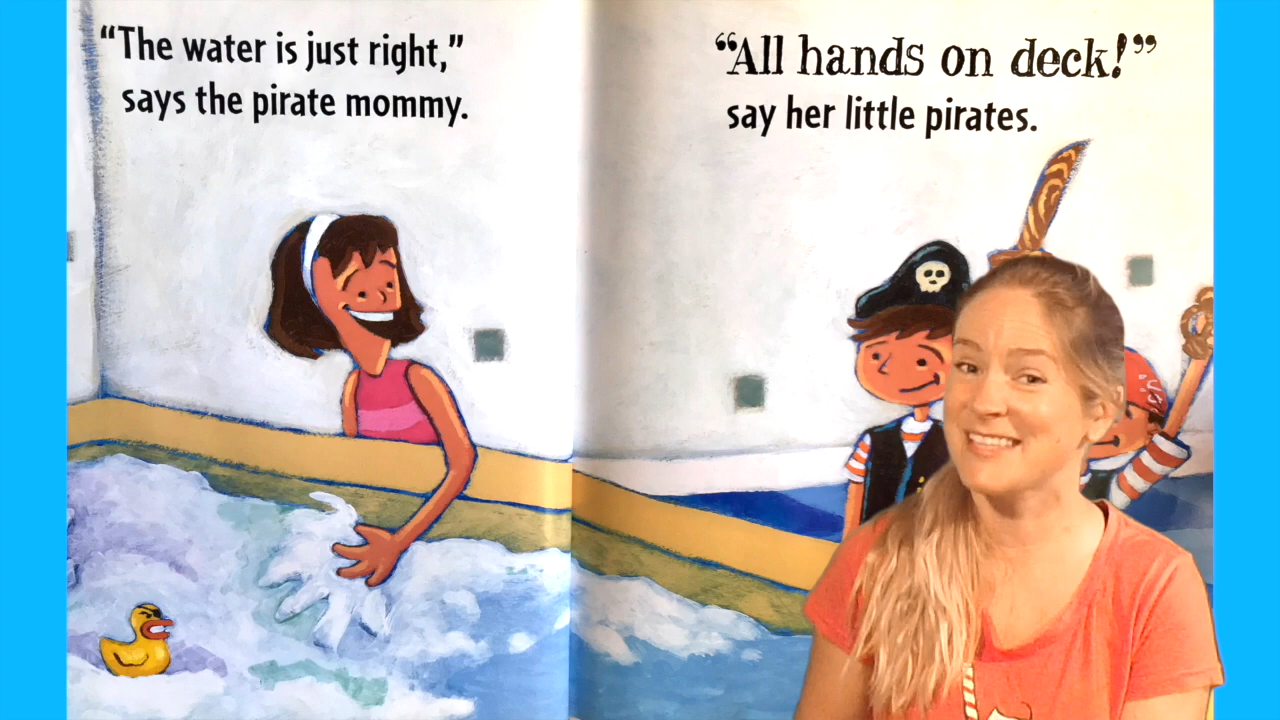 “The water is just right,”
says the pirate mommy.
“All hands on deck!”
say her little pirates.